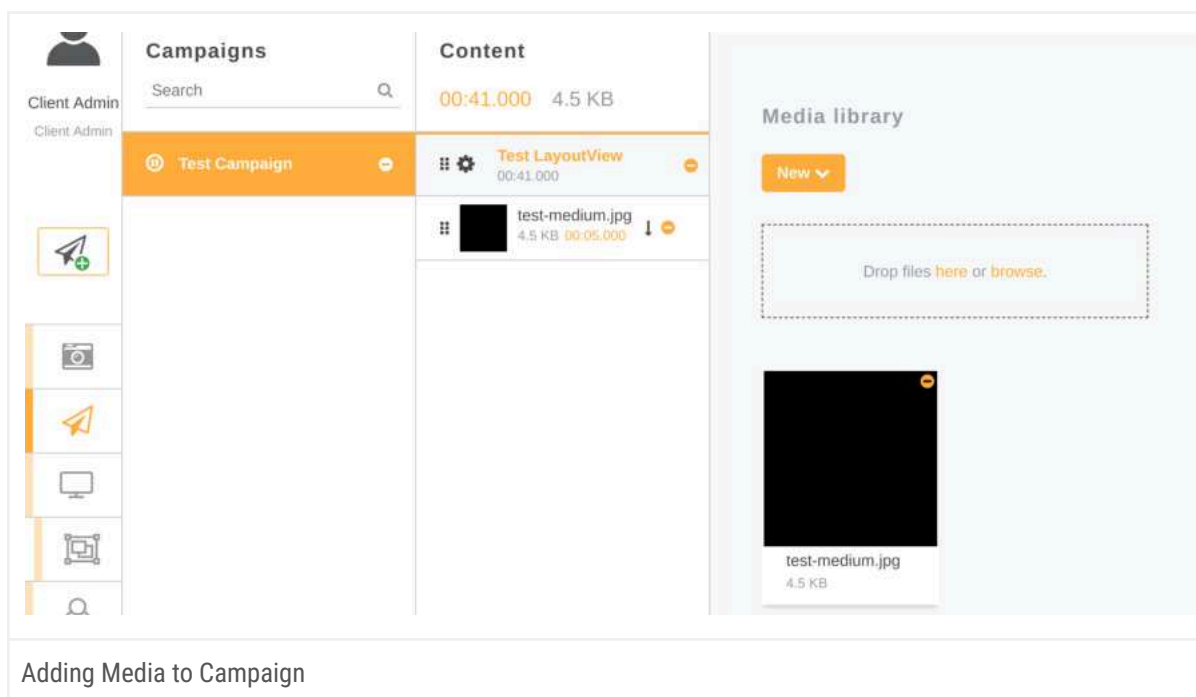 Client Admin
Client Admin
Campaigns
Search
Test Campaign
Content
00:41.000 4.5 KB
Test LayoutView
00:41.000
test-medium.jpg
4.5 KB 00:05.000
Media library
New
Drop files here or browse.
test-medium.jpg
4.5 KB
Adding Media to Campaign